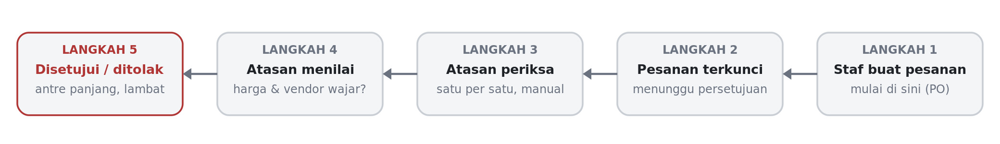 LANGKAH 5
Disetujui / ditolak
antre panjang, lambat
LANGKAH 4
Atasan menilai
harga & vendor wajar?
LANGKAH 3
Atasan periksa
satu per satu, manual
LANGKAH 2
Pesanan terkunci
menunggu persetujuan
LANGKAH 1
Staf buat pesanan
mulai di sini (PO)